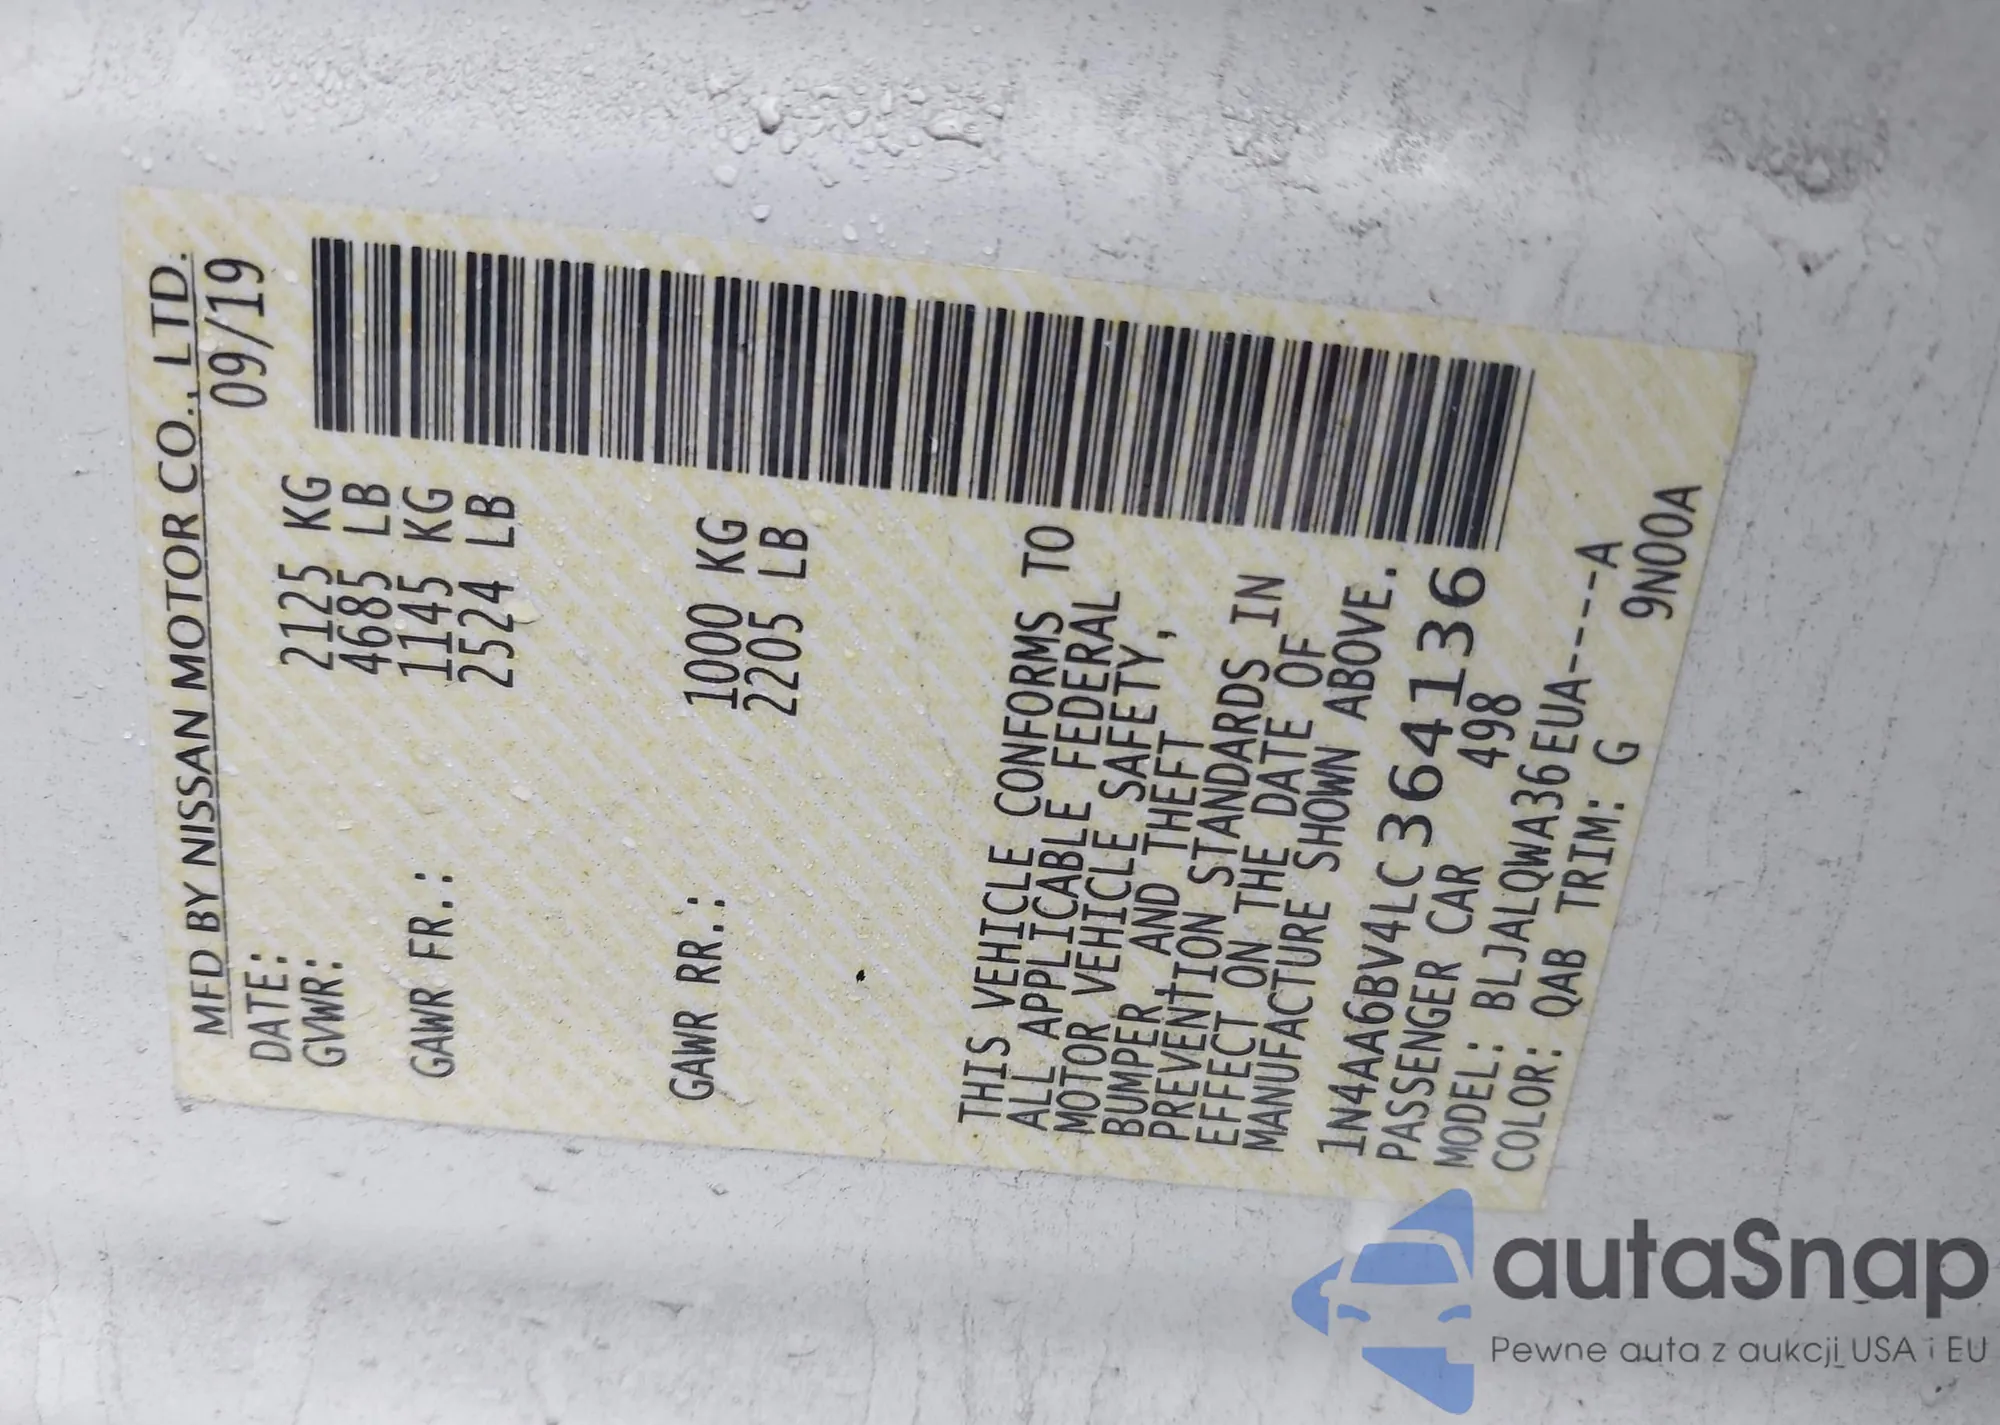 MFD BY NISSAN MOTOR CO., LTD.
DATE: 09/19
GVWR: 2125 KG
4685 LB
GAWR FR.: 1145 KG
2524 LB
GAWR RR.: 1000 KG
2205 LB
THIS VEHICLE CONFORMS TO
ALL APPLICABLE FEDERAL
MOTOR VEHICLE SAFETY,
BUMPER, AND THEFT
PREVENTION STANDARDS IN
EFFECT ON THE DATE OF
MANUFACTURE SHOWN ABOVE.
1N4AA6BV4LC364136
PASSENGER CAR 498
MODEL: BLJALQWA36EUA----A
COLOR: QAB TRIM: G 9N00A
autaSnap
Pewne auta z aukcji USA i EU